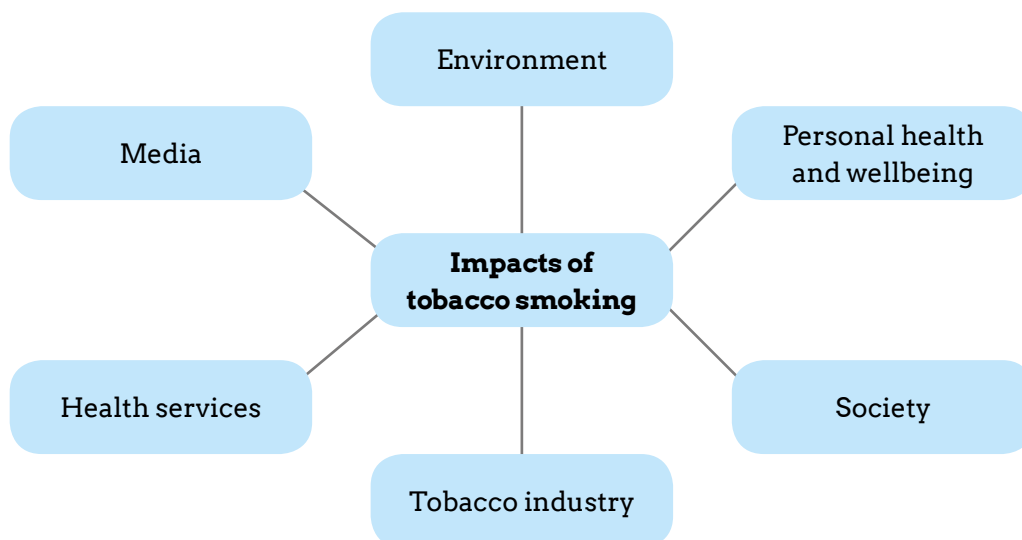 Environment
Media
Personal health
and wellbeing
Impacts of
tobacco smoking
Health services
Society
Tobacco industry